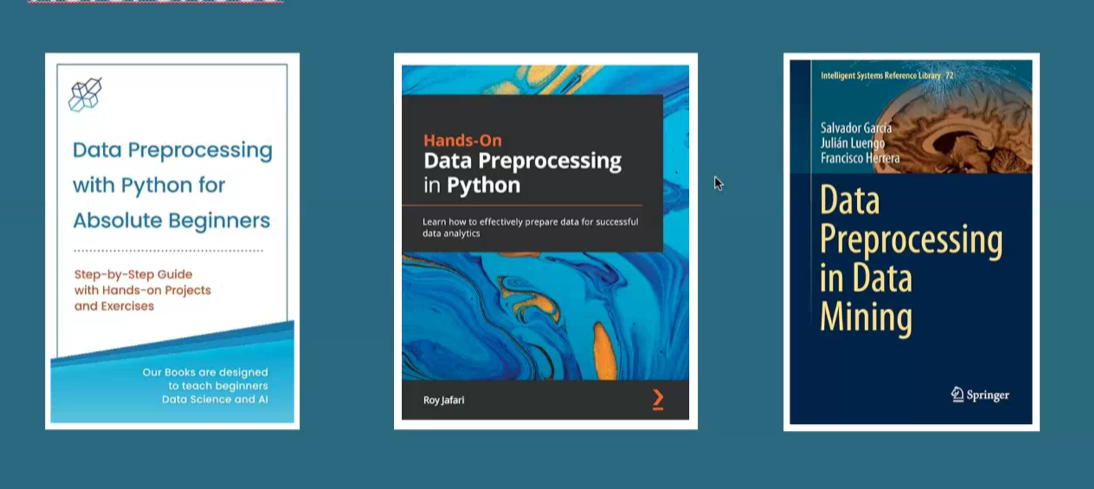 Data Preprocessing
with Python for
Absolute Beginners
Step-by-Step Guide
with Hands-on Projects
and Exercises
Our Books are designed
to teach beginners
Data Science and AI
Hands-On
Data Preprocessing
in Python
Learn how to effectively prepare data for successful
data analytics
Roy Jafari
Intelligent Systems Reference Library 72
Salvador García
Julián Luengo
Francisco Herrera
Data
Preprocessing
in Data
Mining
Springer